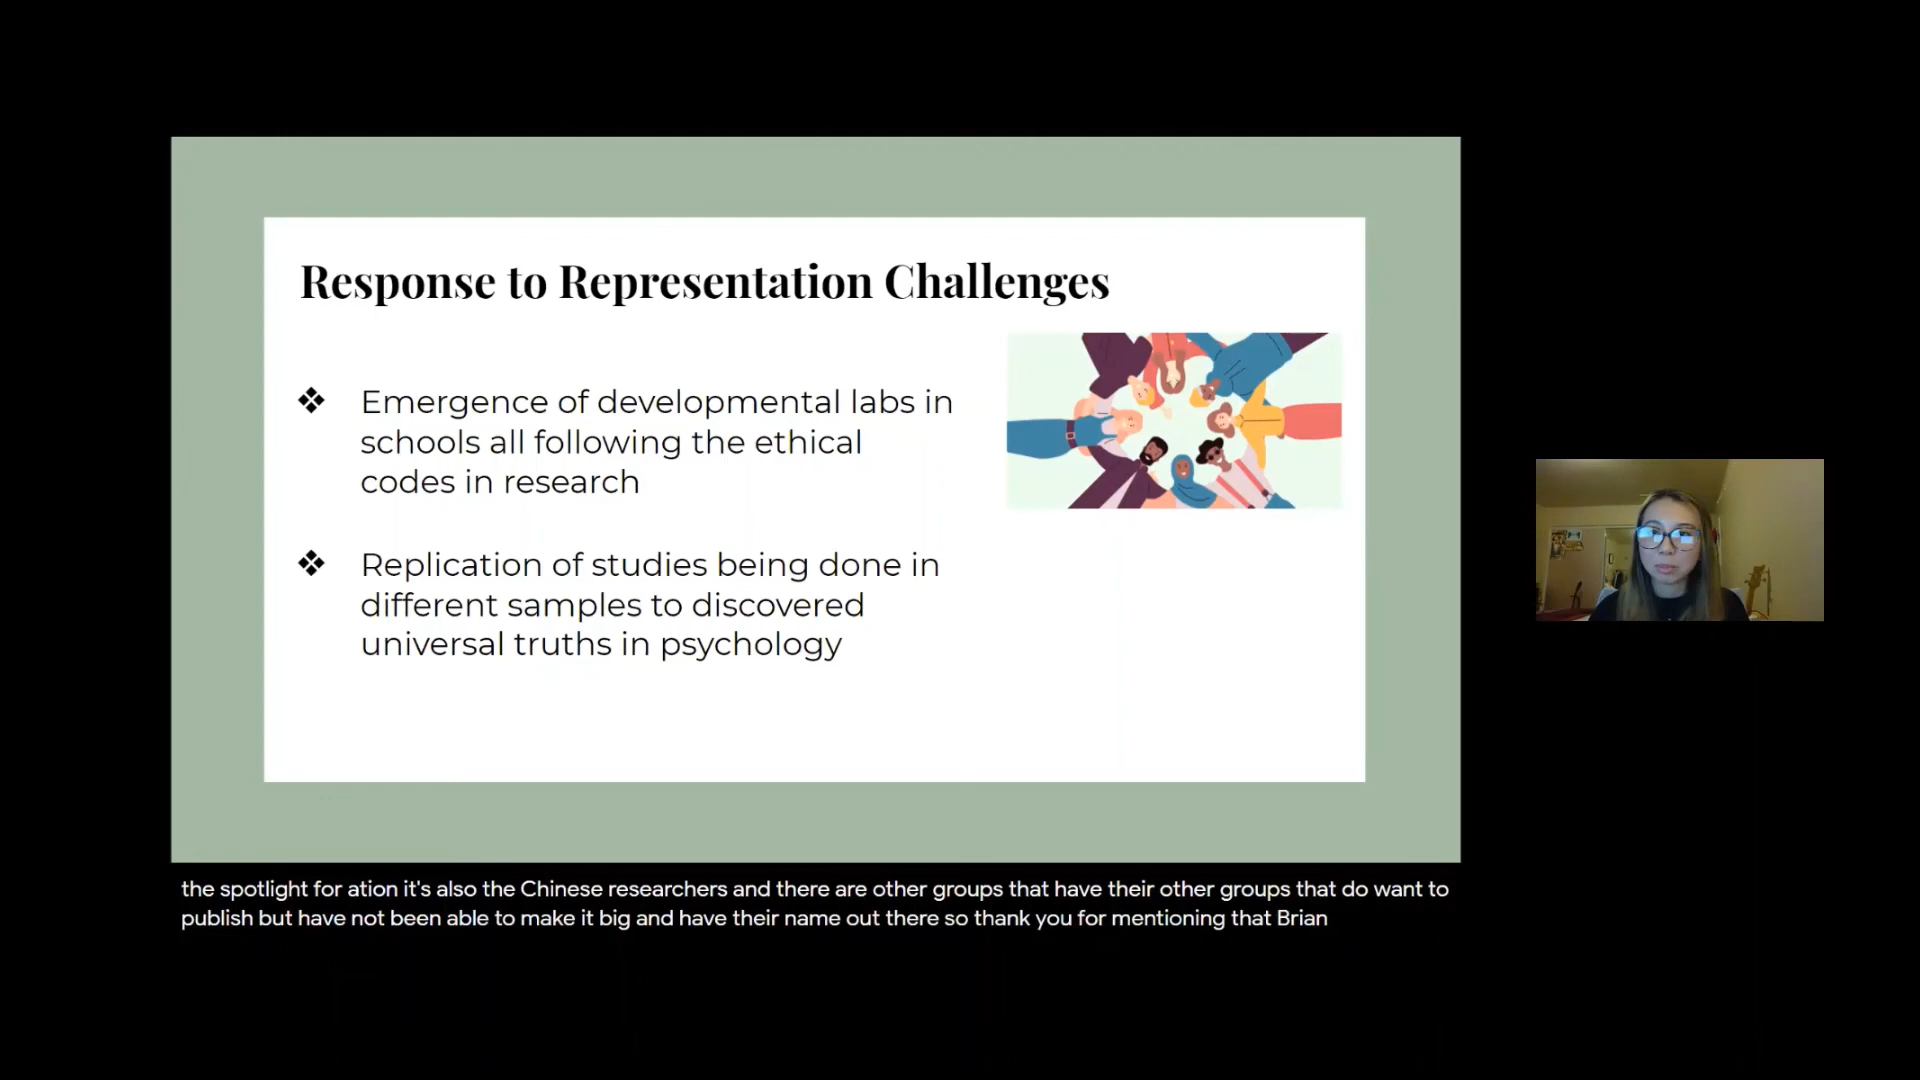 Response to Representation Challenges
❖ Emergence of developmental labs in
schools all following the ethical
codes in research
❖ Replication of studies being done in
different samples to discovered
universal truths in psychology
the spotlight for ation it's also the Chinese researchers and there are other groups that have their other groups that do want to
publish but have not been able to make it big and have their name out there so thank you for mentioning that Brian